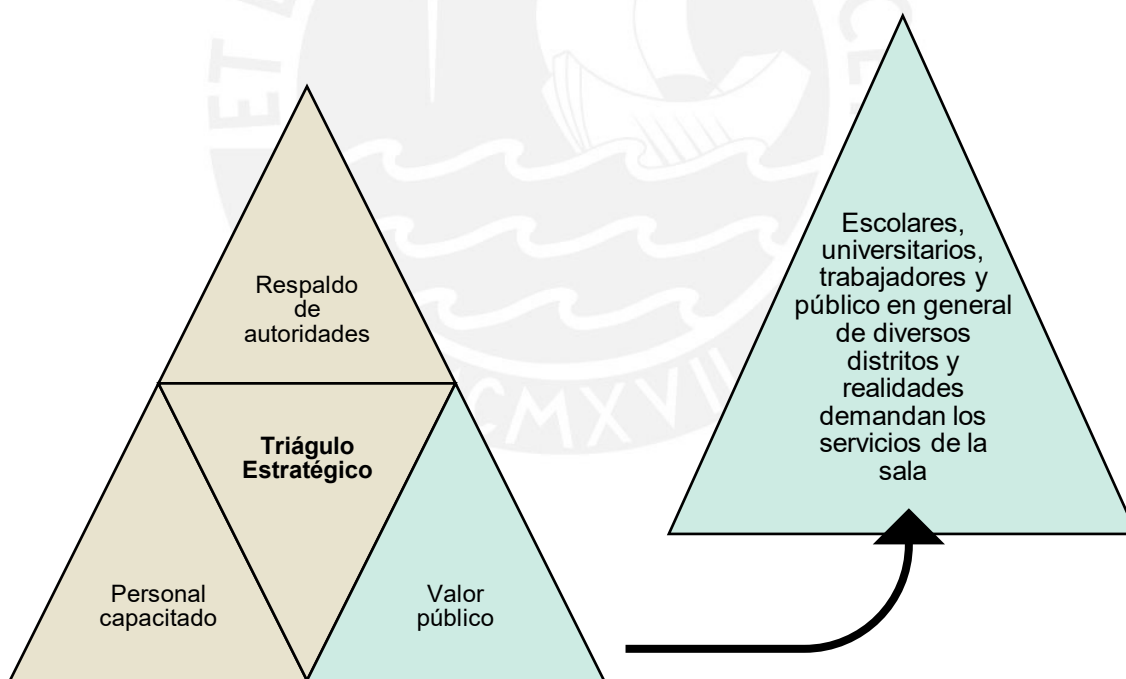 Respaldo
de
autoridades
Triágulo
Estratégico
Personal
capacitado
Valor
público
Escolares,
universitarios,
trabajadores y
público en general
de diversos
distritos y
realidades
demandan los
servicios de la
sala
MCMXVII